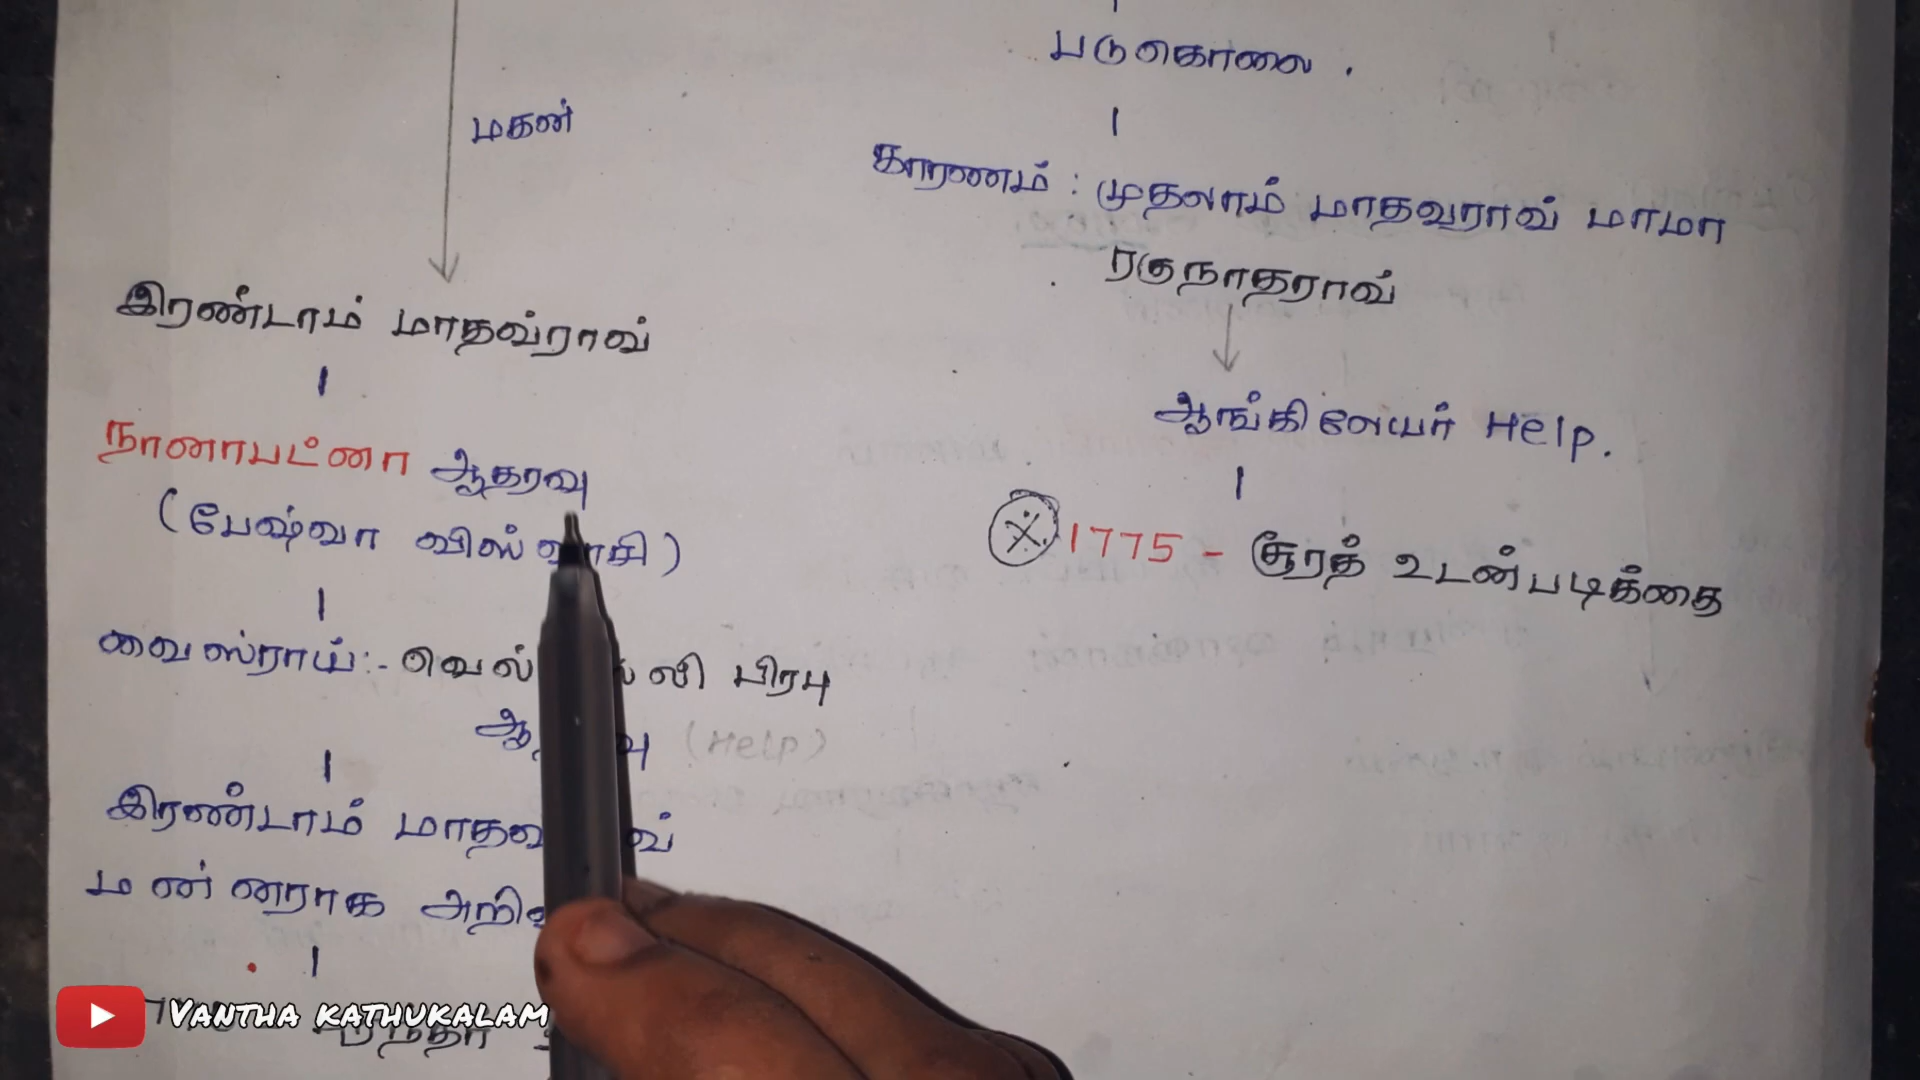 மகன்
இரண்டாம் மாதவ்ராவ்
நானாபட்னா ஆதரவு
(பேஷ்வா விஸ்வாசி)
வைஸ்ராய்:- வெல் லி பிரபு
(Help)
இரண்டாம்
மன்னராக
படுகொலை.
காரணம் : முதலாம் மாதவராவ் மாமா
ரகுநாதராவ்
ஆங்கிலேயர் Help.
1775 - சூரத் உடன்படிக்தை
VANTHA KATHUKALAM